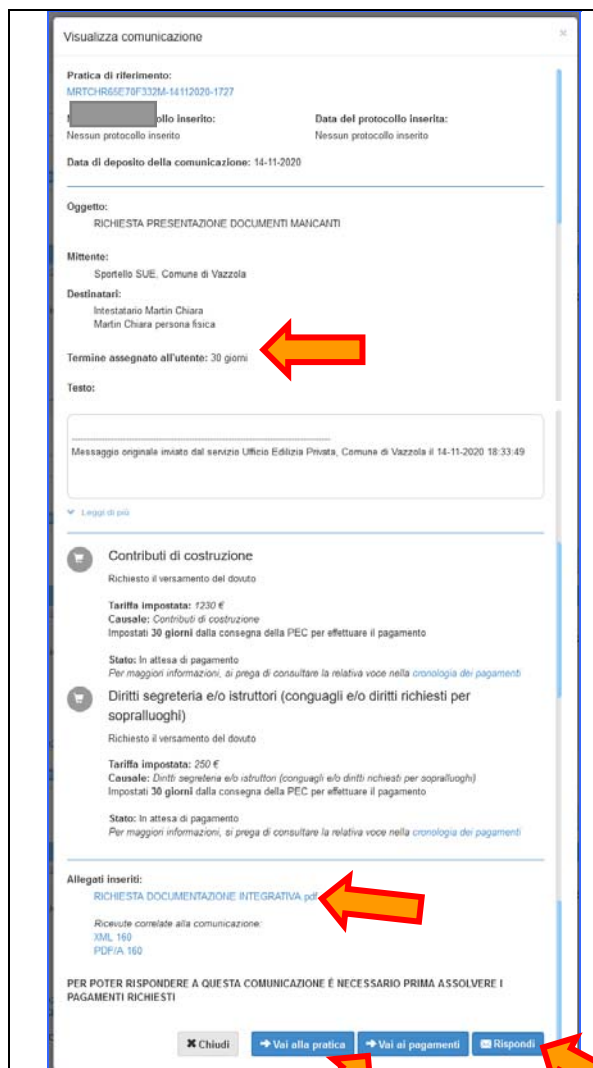 Visualizza comunicazione ×
Pratica di riferimento:
MRTCHR65E70F332M-14112020-1727
ollo inserito: Data del protocollo inserita:
Nessun protocollo inserito Nessun protocollo inserito
Data di deposito della comunicazione: 14-11-2020
Oggetto:
RICHIESTA PRESENTAZIONE DOCUMENTI MANCANTI
Mittente:
Sportello SUE, Comune di Vazzola
Destinatari:
Intestatario Martin Chiara
Martin Chiara persona fisica
Termine assegnato all'utente: 30 giorni
Testo:
Messaggio originale inviato dal servizio Ufficio Edilizia Privata, Comune di Vazzola il 14-11-2020 18:33:49
Leggi di più
Contributi di costruzione
Richiesto il versamento del dovuto
Tariffa impostata: 1230 €
Causale: Contributi di costruzione
Impostati 30 giorni dalla consegna della PEC per effettuare il pagamento
Stato: In attesa di pagamento
Per maggiori informazioni, si prega di consultare la relativa voce nella cronologia dei pagamenti
Diritti segreteria e/o istruttori (conguagli e/o diritti richiesti per
sopralluoghi)
Richiesto il versamento del dovuto
Tariffa impostata: 250 €
Causale: Diritti segreteria e/o istruttori (conguagli e/o diritti richiesti per sopralluoghi)
Impostati 30 giorni dalla consegna della PEC per effettuare il pagamento
Stato: In attesa di pagamento
Per maggiori informazioni, si prega di consultare la relativa voce nella cronologia dei pagamenti
Allegati inseriti:
RICHIESTA DOCUMENTAZIONE INTEGRATIVA.pdf
Ricevute correlate alla comunicazione:
XML 160
PDF/A 160
PER POTER RISPONDERE A QUESTA COMUNICAZIONE É NECESSARIO PRIMA ASSOLVERE I
PAGAMENTI RICHIESTI
Chiudi Vai alla pratica Vai ai pagamenti Rispondi